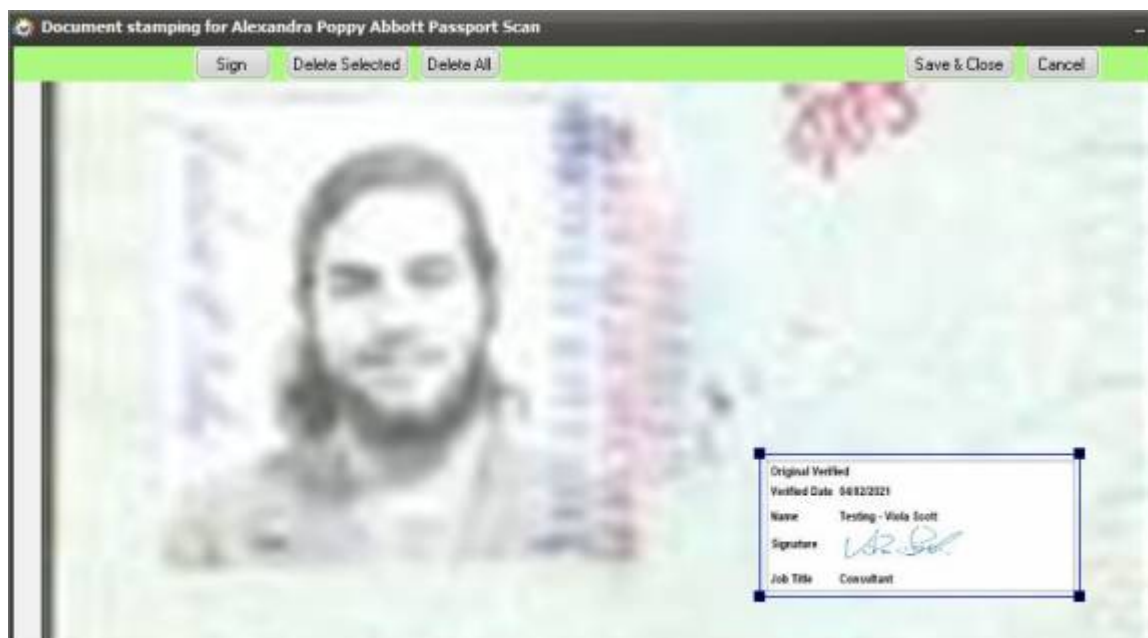 Document stamping for Alexandra Poppy Abbott Passport Scan
Sign Delete Selected Delete All Save & Close Cancel
Original Verified
Verified Date 04/02/2021
Name Testing - Viola Scott
Signature
Job Title Consultant